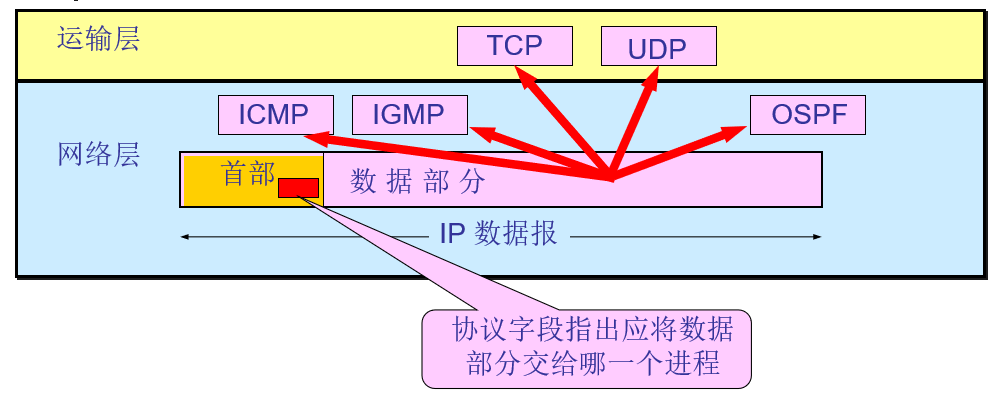 运输层
TCP
UDP
ICMP
IGMP
OSPF
网络层
首部
数据部分
IP 数据报
协议字段指出应将数据
部分交给哪一个进程